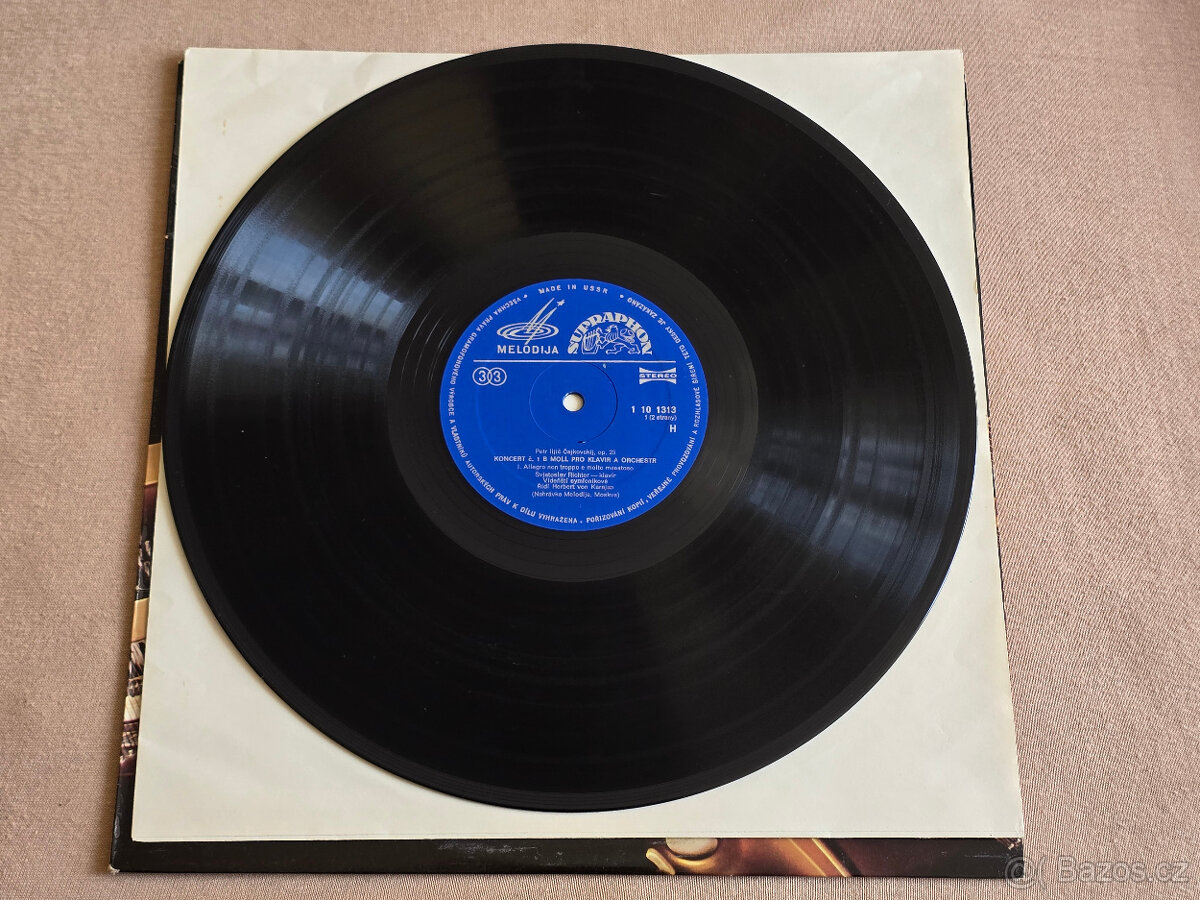 MADE IN USSR
• VŠECHNA PRÁVA GRAMOFONOVÉHO VÝROBCE A VLASTNÍKŮ AUTORSKÝCH PRÁV K DÍLU VYHRAŽENA. POŘIZOVÁNÍ KOPIÍ, VEŘEJNÉ PROVOZOVÁNÍ A ROZHLASOVÉ ŠÍŘENÍ TÉTO DESKY JE ZAKÁZÁNO •
MELODIJA
SUPRAPHON
33
STEREO
1 10 1313
1 (2 strany)
H
Petr Iljič Čajkovskij, op. 23
KONCERT č. 1 B MOLL PRO KLAVÍR A ORCHESTR
1. Allegro non troppo e molto maestoso
Svjatoslav Richter — klavír
Vídeňští symfonikové
Řídí Herbert von Karajan
(Nahrávka Melodija, Moskva)
© Bazos.cz